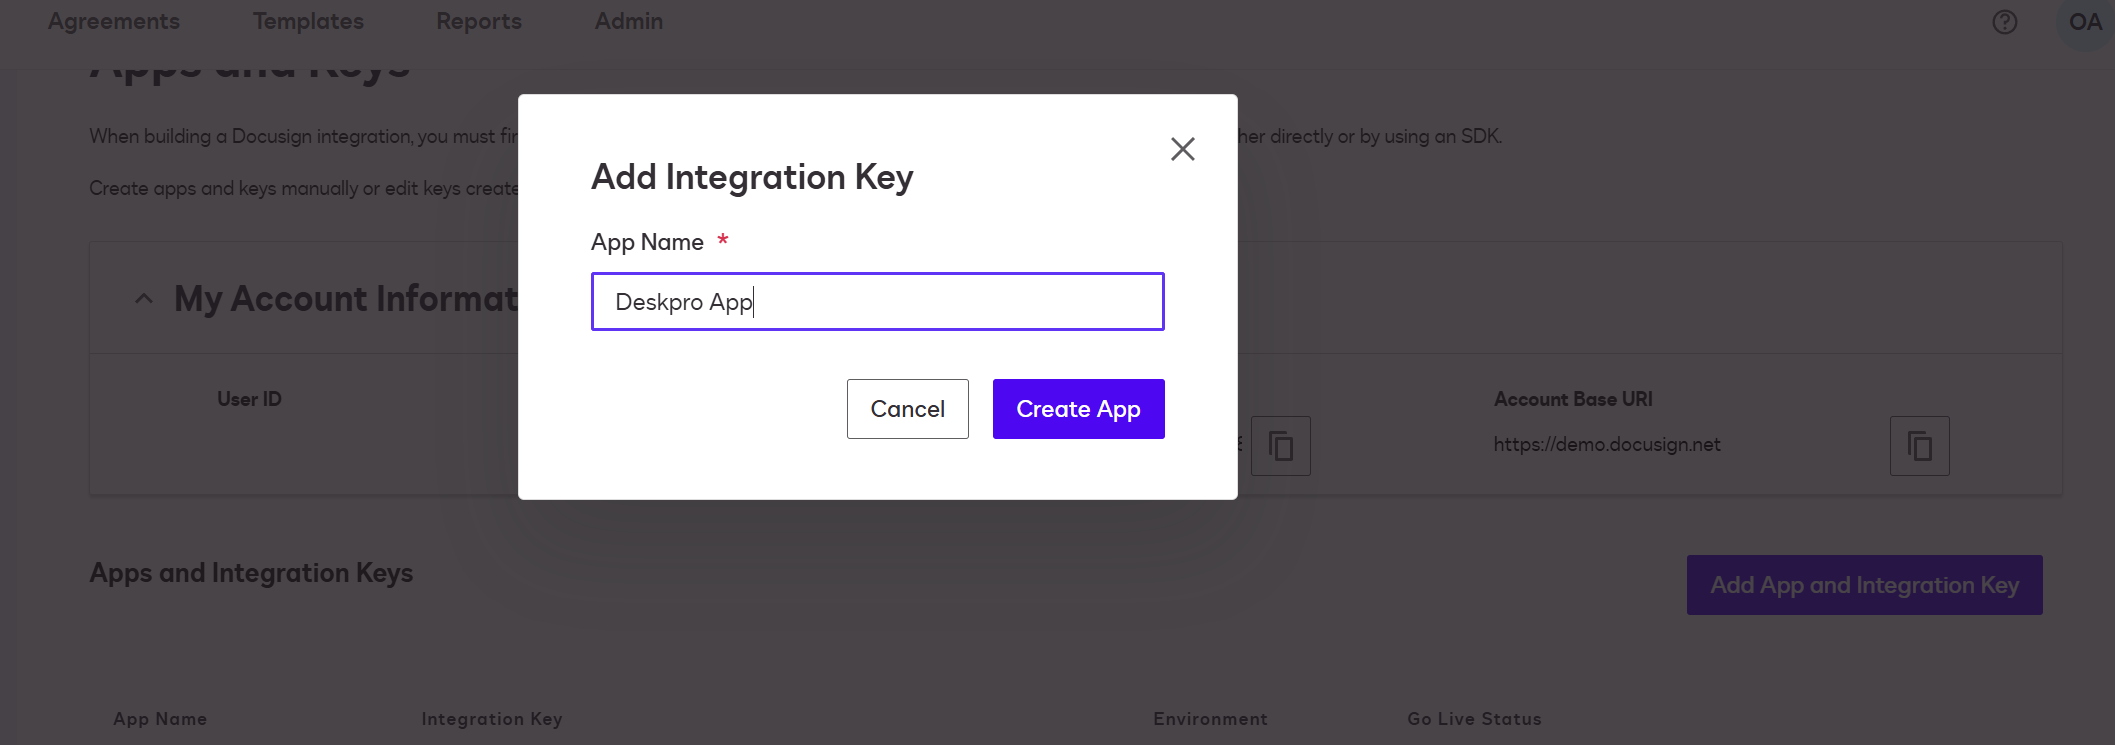 Agreements Templates Reports Admin OA
Apps and Keys
When building a Docusign integration, you must fir her directly or by using an SDK.
Create apps and keys manually or edit keys create
Add Integration Key
App Name *
Deskpro App
Cancel Create App
My Account Informat
User ID Account Base URI
https://demo.docusign.net
Apps and Integration Keys Add App and Integration Key
App Name Integration Key Environment Go Live Status